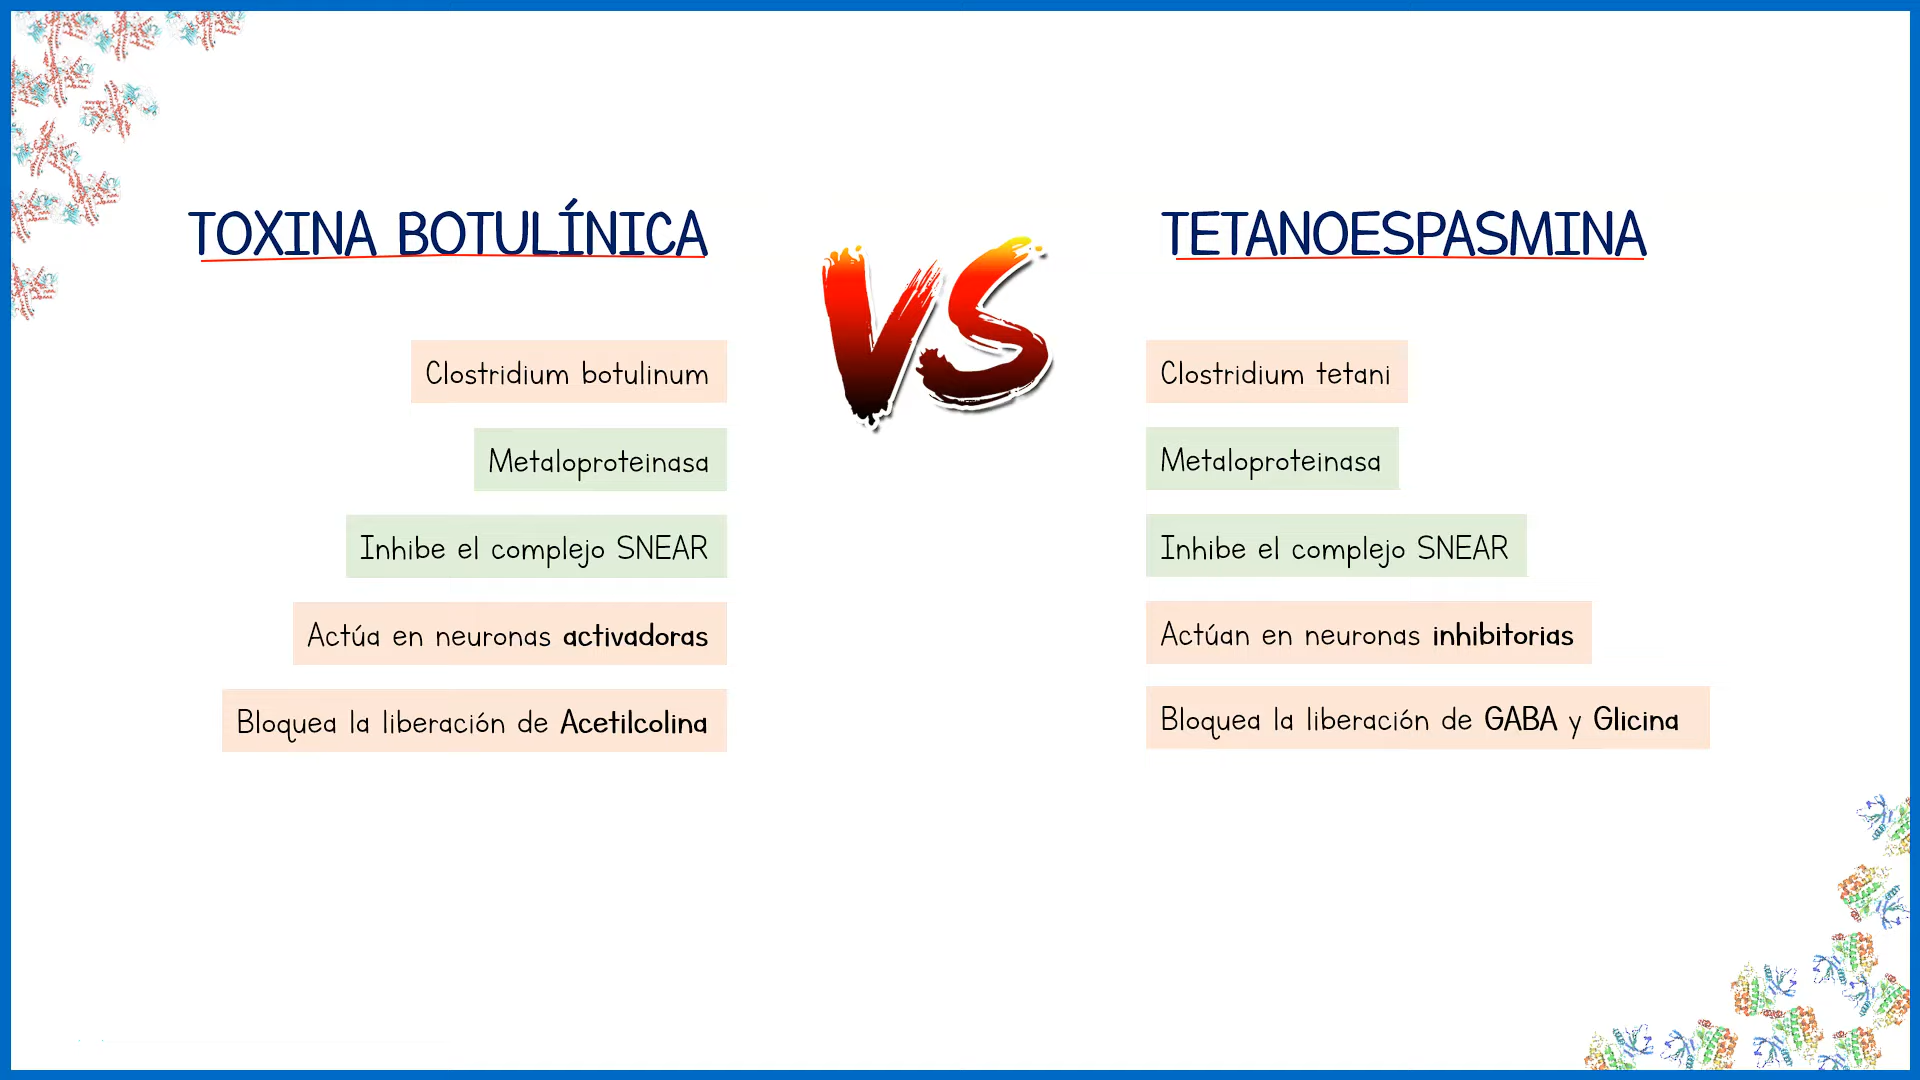 TOXINA BOTULÍNICA
Clostridium botulinum
Metaloproteinasa
Inhibe el complejo SNEAR
Actúa en neuronas activadoras
Bloquea la liberación de Acetilcolina
VS
TETANOESPASMINA
Clostridium tetani
Metaloproteinasa
Inhibe el complejo SNEAR
Actúan en neuronas inhibitorias
Bloquea la liberación de GABA y Glicina